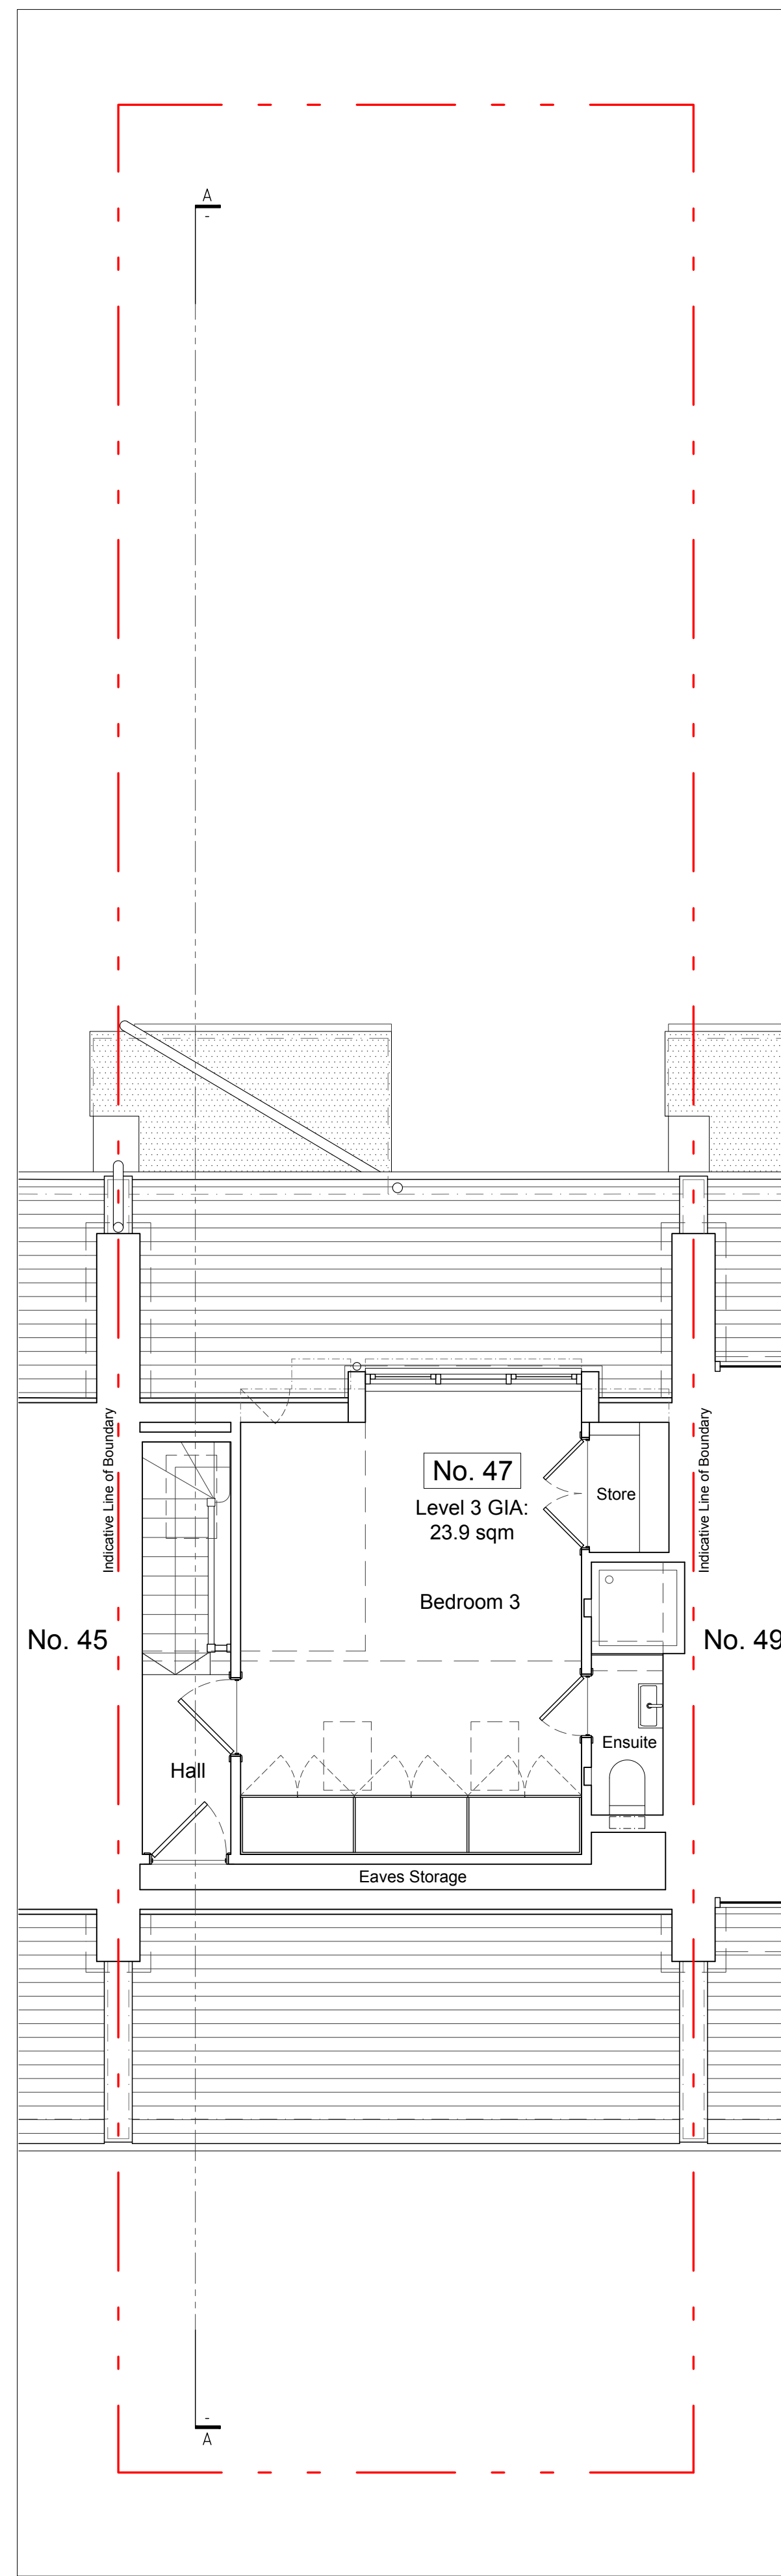 A
-
Indicative Line of Boundary
Indicative Line of Boundary
No. 47
Level 3 GIA:
23.9 sqm
Store
Bedroom 3
No. 45
No. 49
Ensuite
Hall
Eaves Storage
-
A